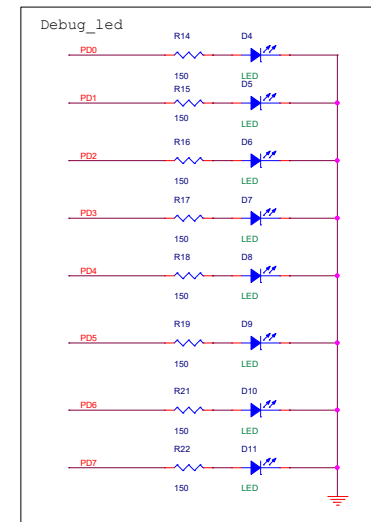 Debug_led
R14 D4
PD0
150 LED
R15 D5
PD1
150 LED
R16 D6
PD2
150 LED
R17 D7
PD3
150 LED
R18 D8
PD4
150 LED
R19 D9
PD5
150 LED
R21 D10
PD6
150 LED
R22 D11
PD7
150 LED